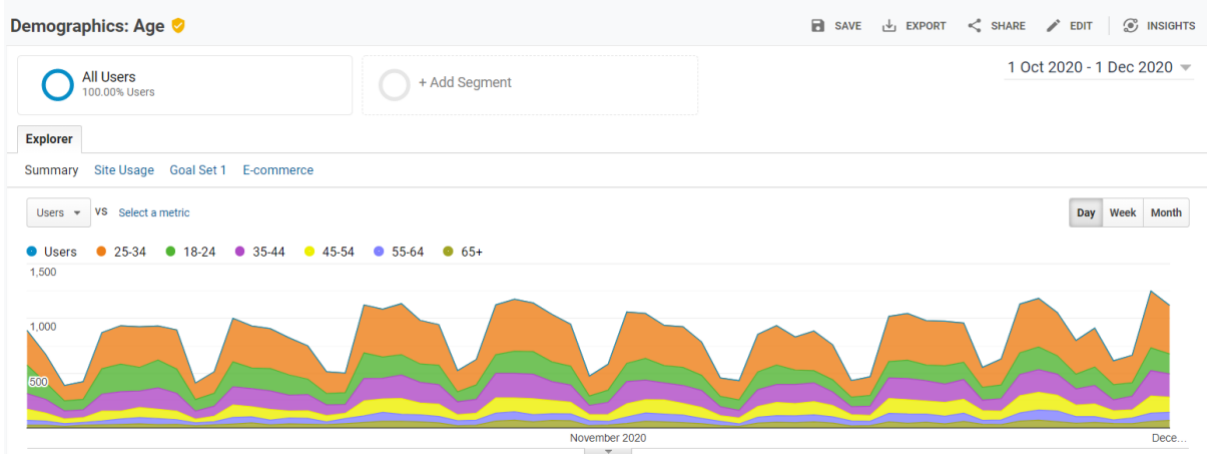 Demographics: Age
SAVE EXPORT SHARE EDIT INSIGHTS
All Users
100.00% Users
+ Add Segment
1 Oct 2020 - 1 Dec 2020
Explorer
Summary Site Usage Goal Set 1 E-commerce
Users VS Select a metric
Day Week Month
Users 25-34 18-24 35-44 45-54 55-64 65+
1,500
1,000
500
November 2020 Dece...